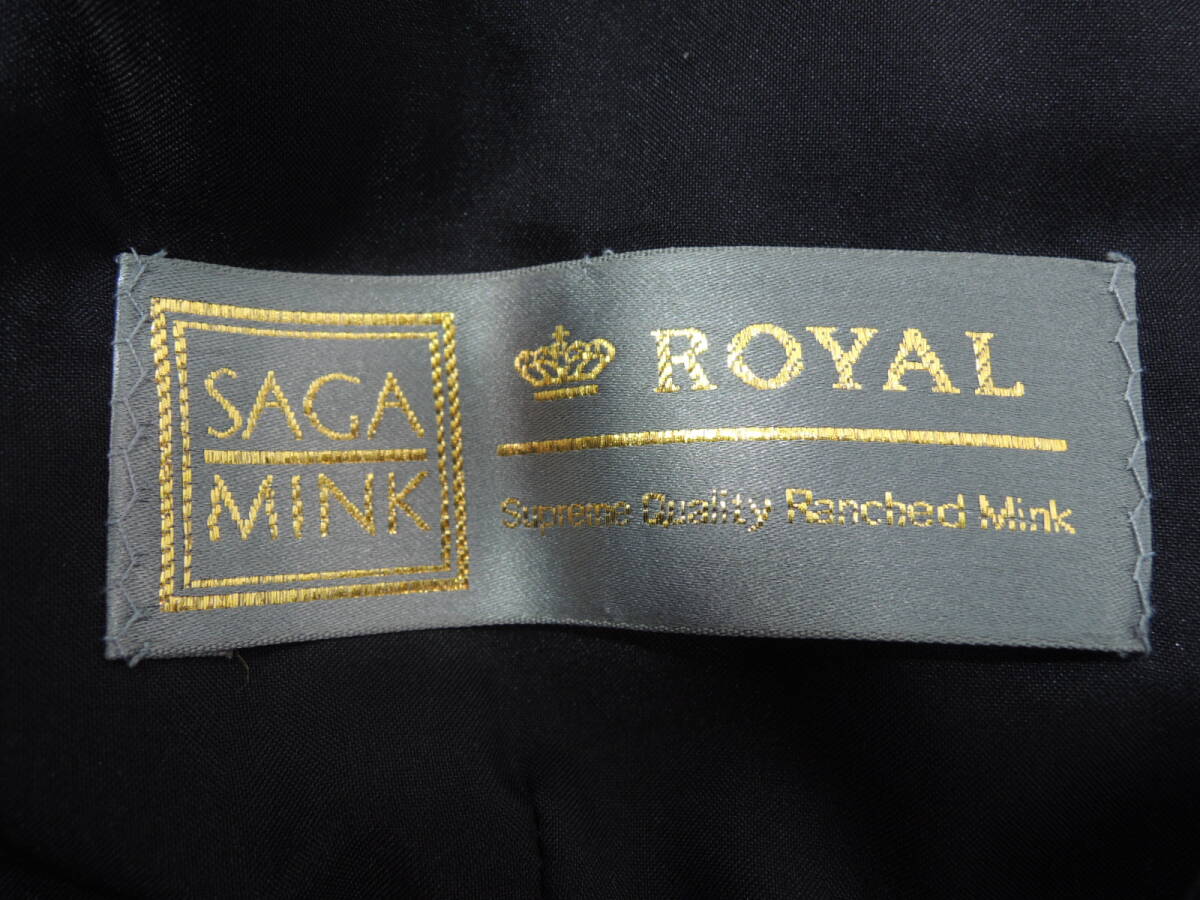 SAGA
MINK
ROYAL
Supreme Quality Ranched Mink